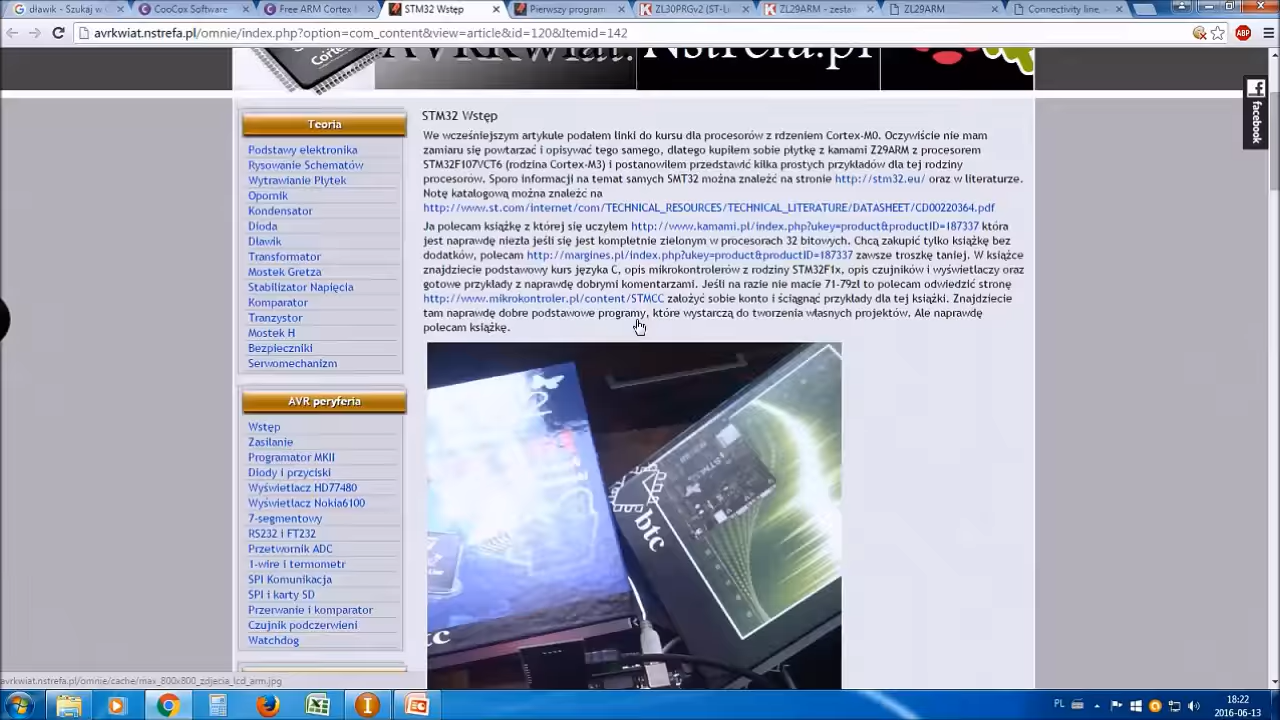 dławik - Szukaj w G
CooCox Software
Free ARM Cortex
STM32 Wstęp
Pierwszy program
ZL30PRGv2 (ST-Li
ZL29ARM - zestaw
ZL29ARM
Connectivity line,
avrkwiat.nstrefa.pl/omnie/index.php?option=com_content&view=article&id=120&Itemid=142
ABP
Cortex
AVRKwiat.Nstrefa.pl
facebook
Teoria
Podstawy elektronika
Rysowanie Schematów
Wytrawianie Płytek
Opornik
Kondensator
Dioda
Dławik
Transformator
Mostek Gretza
Stabilizator Napięcia
Komparator
Tranzystor
Mostek H
Bezpieczniki
Serwomechanizm
AVR peryferia
Wstęp
Zasilanie
Programator MKII
Diody i przyciski
Wyświetlacz HD77480
Wyświetlacz Nokia6100
7-segmentowy
RS232 i FT232
Przetwornik ADC
1-wire i termometr
SPI Komunikacja
SPI i karty SD
Przerwanie i komparator
Czujnik podczerwieni
Watchdog
STM32 Wstęp
We wcześniejszym artykule podałem linki do kursu dla procesorów z rdzeniem Cortex-M0. Oczywiście nie mam
zamiaru się powtarzać i opisywać tego samego, dlatego kupiłem sobie płytkę z kamami Z29ARM z procesorem
STM32F107VCT6 (rodzina Cortex-M3) i postanowiłem przedstawić kilka prostych przykładów dla tej rodziny
procesorów. Sporo informacji na temat samych SMT32 można znależć na stronie http://stm32.eu/ oraz w literaturze.
Notę katalogową można znależć na
http://www.st.com/internet/com/TECHNICAL_RESOURCES/TECHNICAL_LITERATURE/DATASHEET/CD00220364.pdf
Ja polecam książkę z której się uczyłem http://www.kamami.pl/index.php?ukey=product&productID=187337 która
jest naprawdę niezła jeśli się jest kompletnie zielonym w procesorach 32 bitowych. Chcą zakupić tylko książkę bez
dodatków, polecam http://margines.pl/index.php?ukey=product&productID=187337 zawsze troszkę taniej. W książce
znajdziecie podstawowy kurs języka C, opis mikrokontrolerów z rodziny STM32F1x, opis czujników i wyświetlaczy oraz
gotowe przykłady z naprawdę dobrymi komentarzami. Jeśli na razie nie macie 71-79zł to polecam odwiedzić stronę
http://www.mikrokontroler.pl/content/STMCC założyć sobie konto i ściągnąć przykłady dla tej książki. Znajdziecie
tam naprawdę dobre podstawowe programy, które wystarczą do tworzenia własnych projektów. Ale naprawdę
polecam książkę.
btc
avrkwiat.nstrefa.pl/omnie/cache/max_800x800_zdjecia_lcd_arm.jpg
PL
18:22
2016-06-13